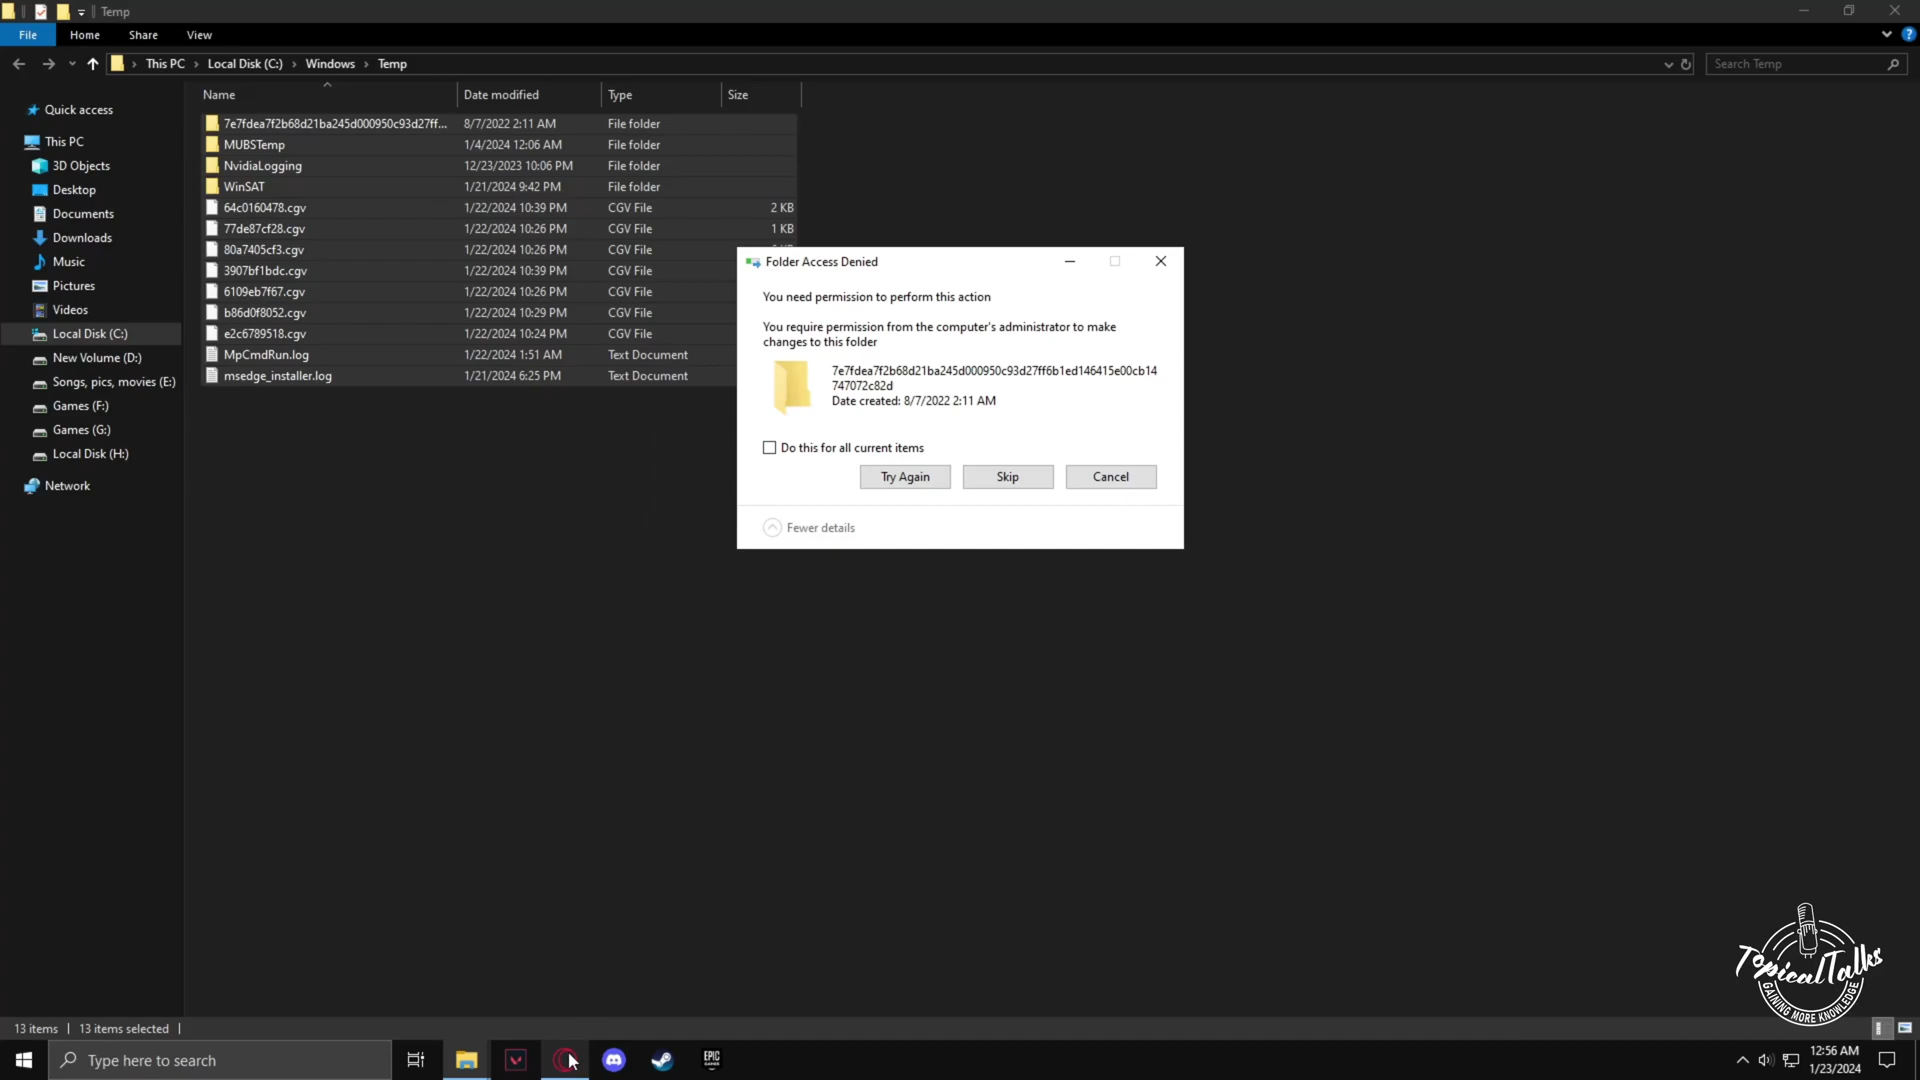 Temp
File Home Share View
This PC Local Disk (C:) Windows Temp
Search Temp
Name Date modified Type Size
Quick access
This PC
3D Objects
Desktop
Documents
Downloads
Music
Pictures
Videos
Local Disk (C:)
New Volume (D:)
Songs, pics, movies (E:)
Games (F:)
Games (G:)
Local Disk (H:)
Network
7e7fdea7f2b68d21ba245d000950c93d27ff... 8/7/2022 2:11 AM File folder
MUBSTemp 1/4/2024 12:06 AM File folder
NvidiaLogging 12/23/2023 10:06 PM File folder
WinSAT 1/21/2024 9:42 PM File folder
64c0160478.cgv 1/22/2024 10:39 PM CGV File 2 KB
77de87cf28.cgv 1/22/2024 10:26 PM CGV File 1 KB
80a7405cf3.cgv 1/22/2024 10:26 PM CGV File
3907bf1bdc.cgv 1/22/2024 10:39 PM CGV File
6109eb7f67.cgv 1/22/2024 10:26 PM CGV File
b86d0f8052.cgv 1/22/2024 10:29 PM CGV File
e2c6789518.cgv 1/22/2024 10:24 PM CGV File
MpCmdRun.log 1/22/2024 1:51 AM Text Document
msedge_installer.log 1/21/2024 6:25 PM Text Document
Folder Access Denied
You need permission to perform this action
You require permission from the computer's administrator to make
changes to this folder
7e7fdea7f2b68d21ba245d000950c93d27ff6b1ed146415e00cb14
747072c82d
Date created: 8/7/2022 2:11 AM
Do this for all current items
Try Again Skip Cancel
Fewer details
TopicalTalks
GAINING MORE KNOWLEDGE
13 items 13 items selected
Type here to search
EPIC
GAMES
12:56 AM
1/23/2024